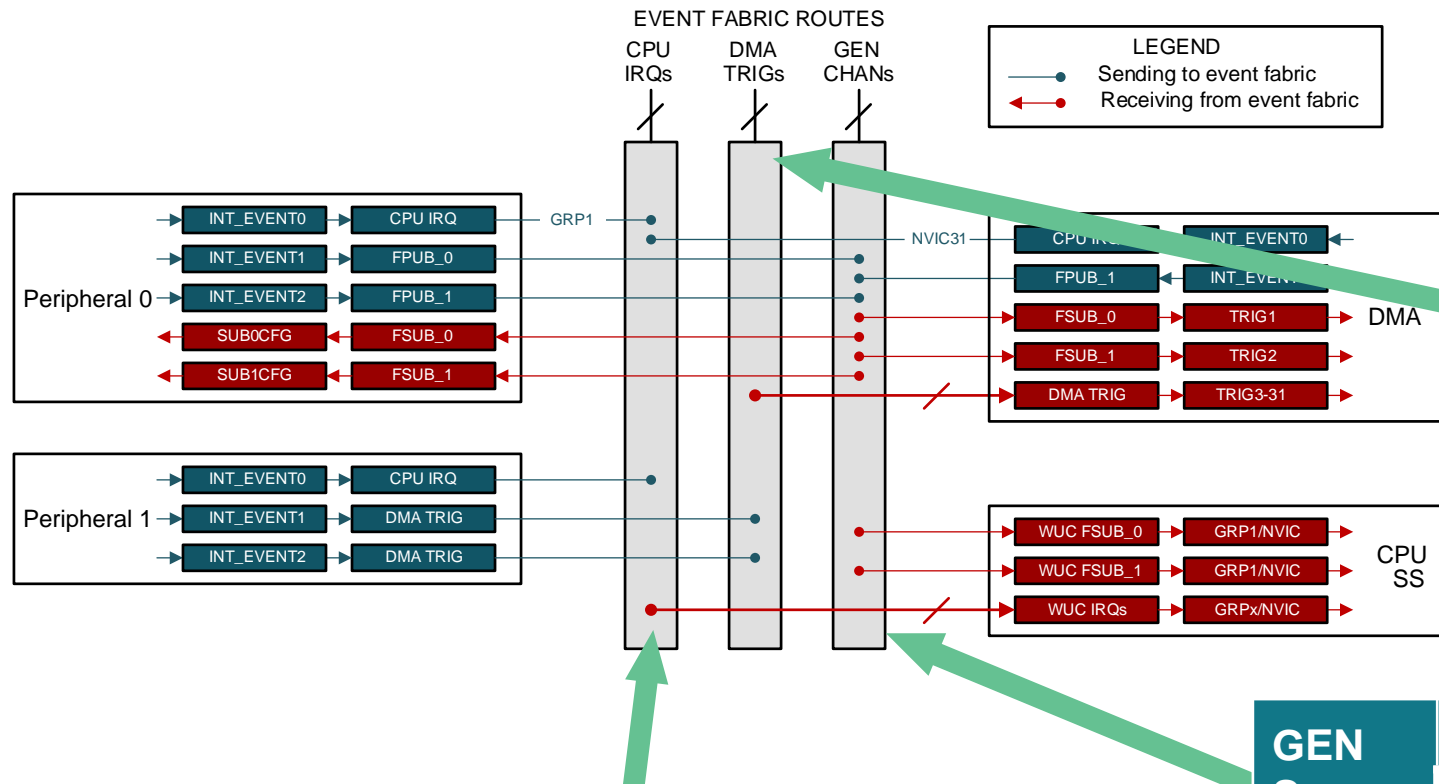 EVENT FABRIC ROUTES
CPU IRQs
DMA TRIGs
GEN CHANs
LEGEND
Sending to event fabric
Receiving from event fabric
Peripheral 0
INT_EVENT0
CPU IRQ
GRP1
INT_EVENT1
FPUB_0
INT_EVENT2
FPUB_1
SUB0CFG
FSUB_0
SUB1CFG
FSUB_1
NVIC31
INT_EVENT0
FPUB_1
FSUB_0
TRIG1
DMA
FSUB_1
TRIG2
DMA TRIG
TRIG3-31
Peripheral 1
INT_EVENT0
CPU IRQ
INT_EVENT1
DMA TRIG
INT_EVENT2
DMA TRIG
WUC FSUB_0
GRP1/NVIC
WUC FSUB_1
GRP1/NVIC
CPU SS
WUC IRQs
GRPx/NVIC
GEN